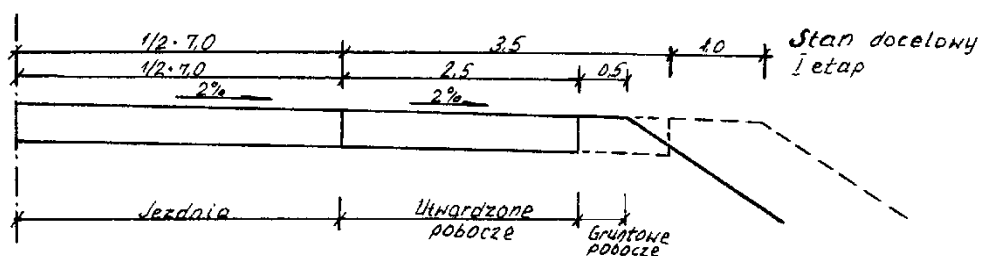 1/2 · 7,0 3,5 1,0 Stan docelowy
1/2 · 7,0 2,5 0,5 I etap
2% 2%
Jezdnia Utwardzone pobocze Gruntowe pobocze